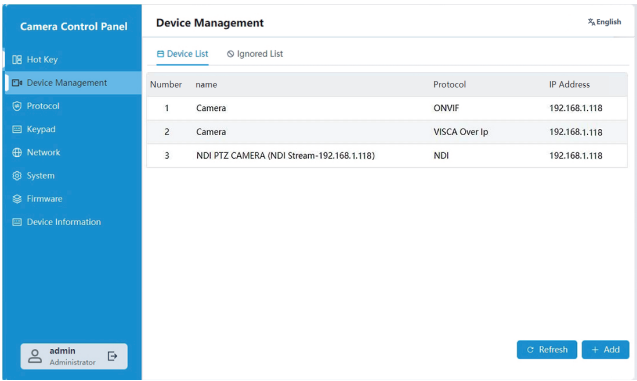 Camera Control Panel
Device Management
English
Hot Key
Device Management
Protocol
Keypad
Network
System
Firmware
Device Information
admin
Administrator
Device List
Ignored List
Number name Protocol IP Address
1 Camera ONVIF 192.168.1.118
2 Camera VISCA Over Ip 192.168.1.118
3 NDI PTZ CAMERA (NDI Stream-192.168.1.118) NDI 192.168.1.118
Refresh
+ Add